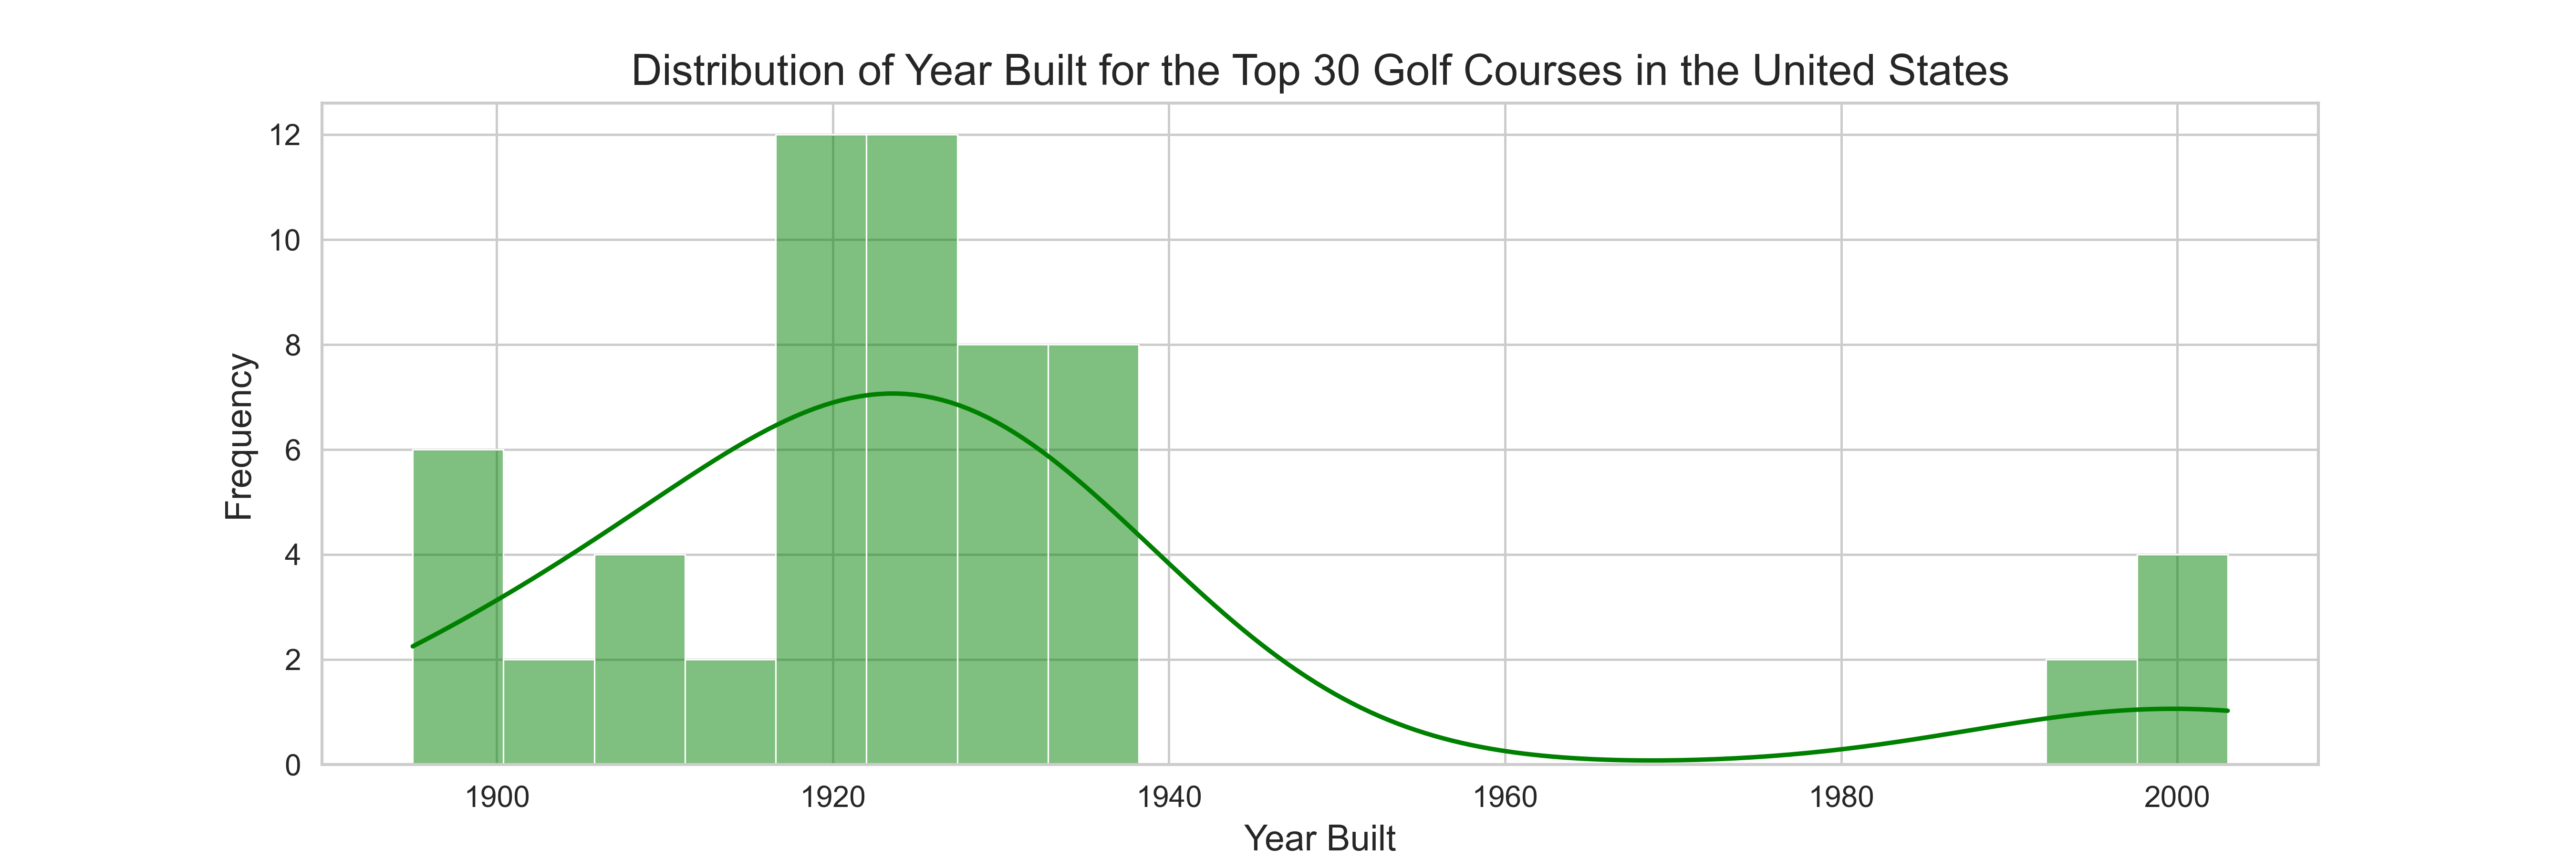 Distribution of Year Built for the Top 30 Golf Courses in the United States
12
10
8
6
4
2
0
Frequency
1900 1920 1940 1960 1980 2000
Year Built